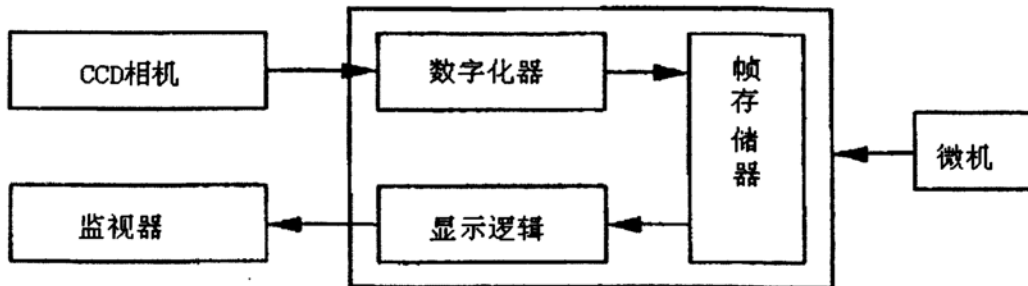 CCD相机
数字化器
帧存储器
微机
监视器
显示逻辑